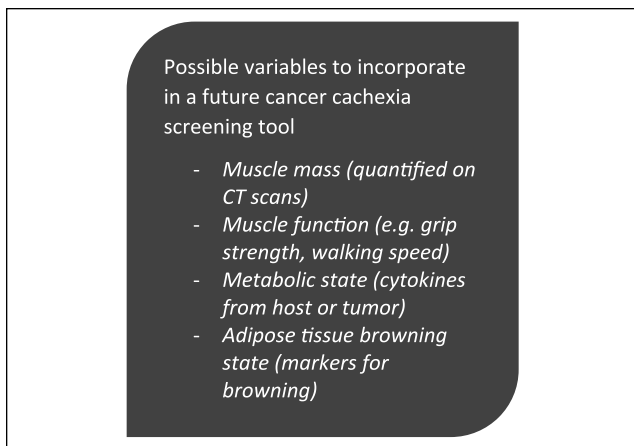 Possible variables to incorporate
in a future cancer cachexia
screening tool
- Muscle mass (quantified on
CT scans)
- Muscle function (e.g. grip
strength, walking speed)
- Metabolic state (cytokines
from host or tumor)
- Adipose tissue browning
state (markers for
browning)